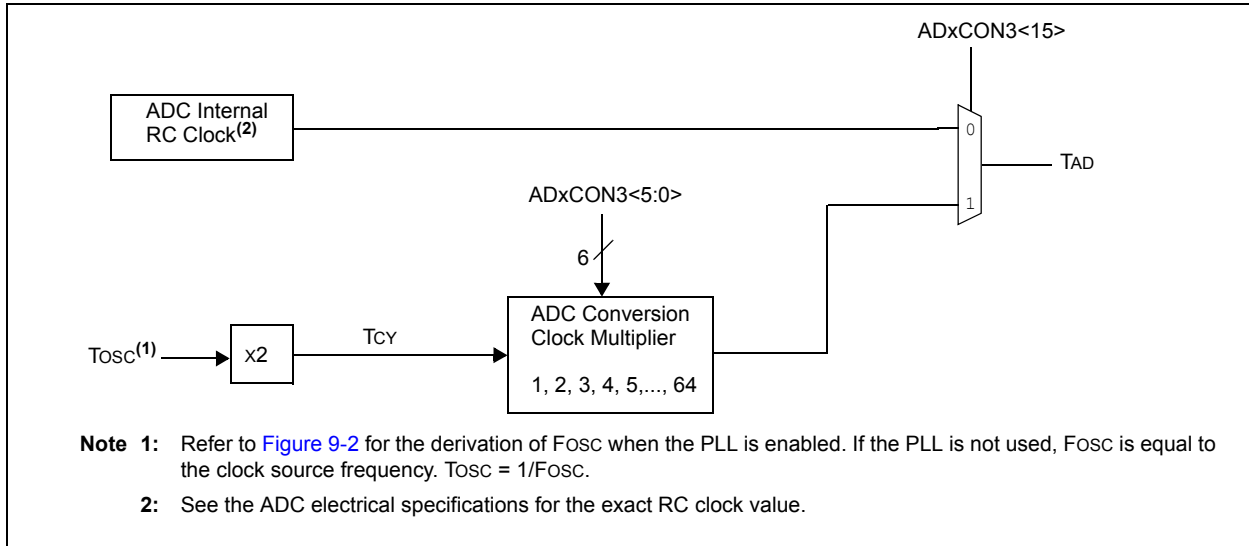 ADxCON3<15>
ADC Internal
RC Clock(2)
0
TAD
ADxCON3<5:0>
1
6
ADC Conversion
Clock Multiplier
TOSC(1)
X2
TCY
1, 2, 3, 4, 5,..., 64
Note 1: Refer to Figure 9-2 for the derivation of FOSC when the PLL is enabled. If the PLL is not used, FOSC is equal to
the clock source frequency. TOSC = 1/FOSC.
2: See the ADC electrical specifications for the exact RC clock value.